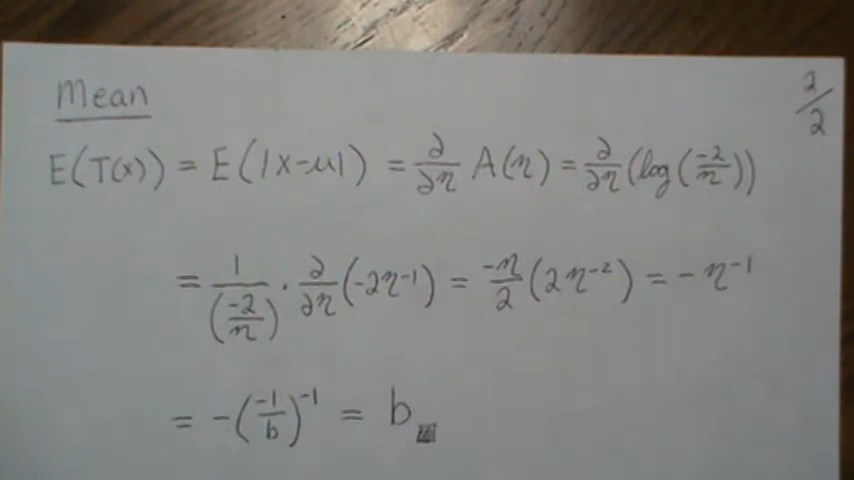 Mean
2/2
E(T(x)) = E(|x-μ|) = ∂/∂η A(η) = ∂/∂η (log(-2/η))
= 1/(-2/η) · ∂/∂η (-2η⁻¹) = -η/2 (2η⁻²) = -η⁻¹
= -(-1/b)⁻¹ = b